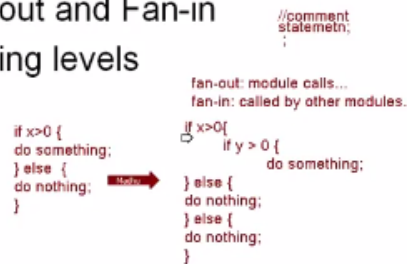 out and Fan-in
ing levels
//comment
statemetn;
;
fan-out: module calls...
fan-in: called by other modules.
if x>0 {
do something;
} else {
do nothing;
}
Madhu
if x>0{
if y > 0 {
do something;
} else {
do nothing;
} else {
do nothing;
}